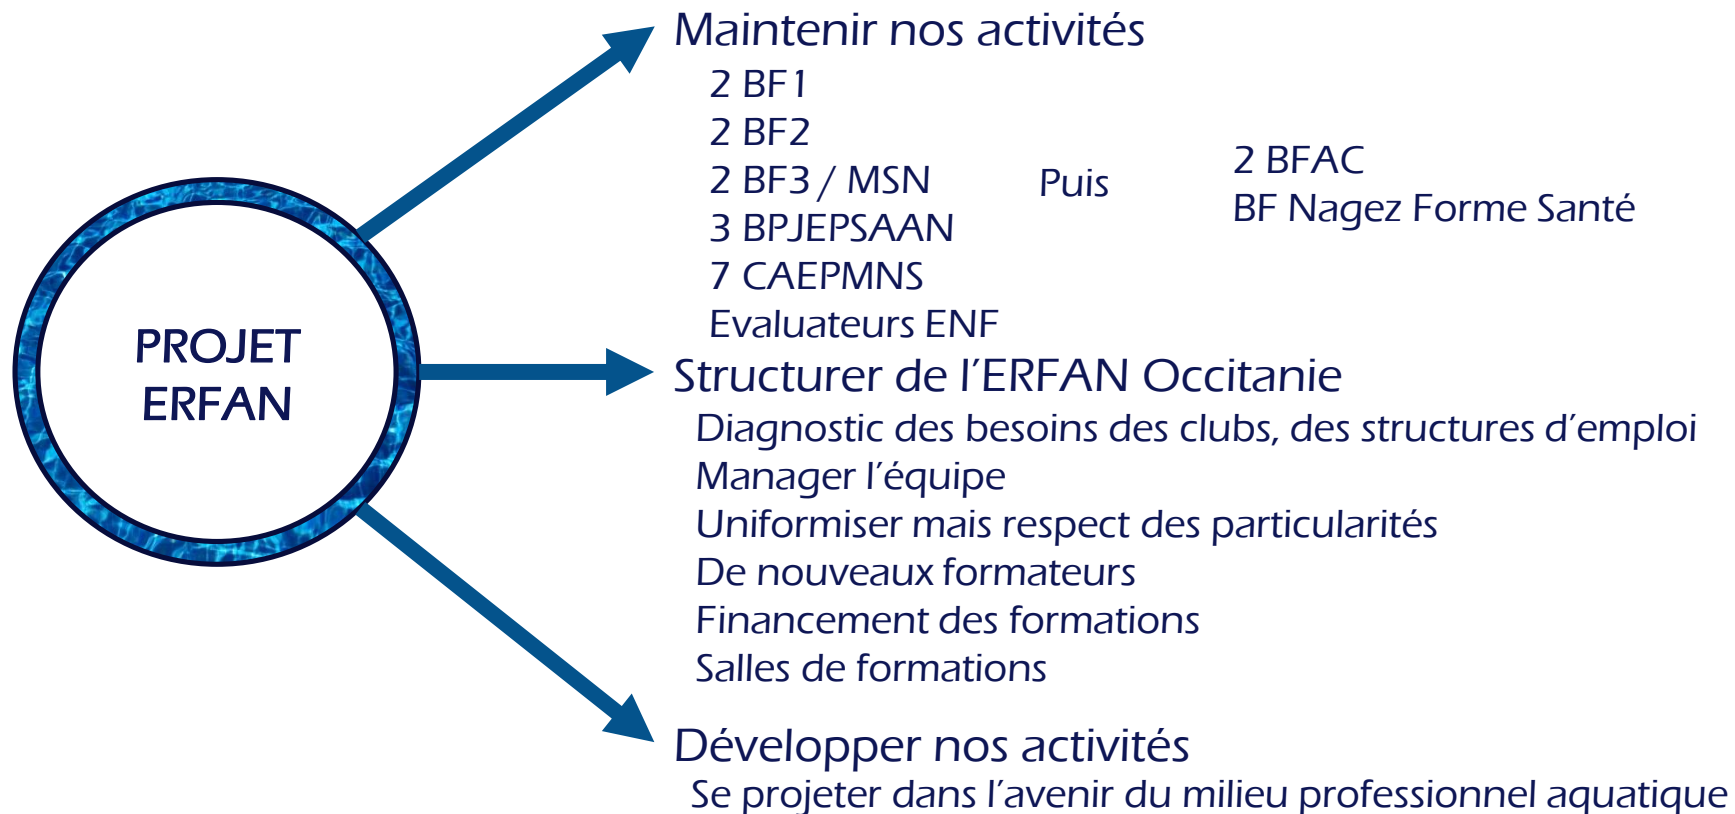 PROJET
ERFAN
Maintenir nos activités
2 BF1
2 BF2
2 BF3 / MSN
3 BPJEPSAAN
7 CAEPMNS
Evaluateurs ENF
Puis
2 BFAC
BF Nagez Forme Santé
Structurer de l'ERFAN Occitanie
Diagnostic des besoins des clubs, des structures d'emploi
Manager l'équipe
Uniformiser mais respect des particularités
De nouveaux formateurs
Financement des formations
Salles de formations
Développer nos activités
Se projeter dans l'avenir du milieu professionnel aquatique